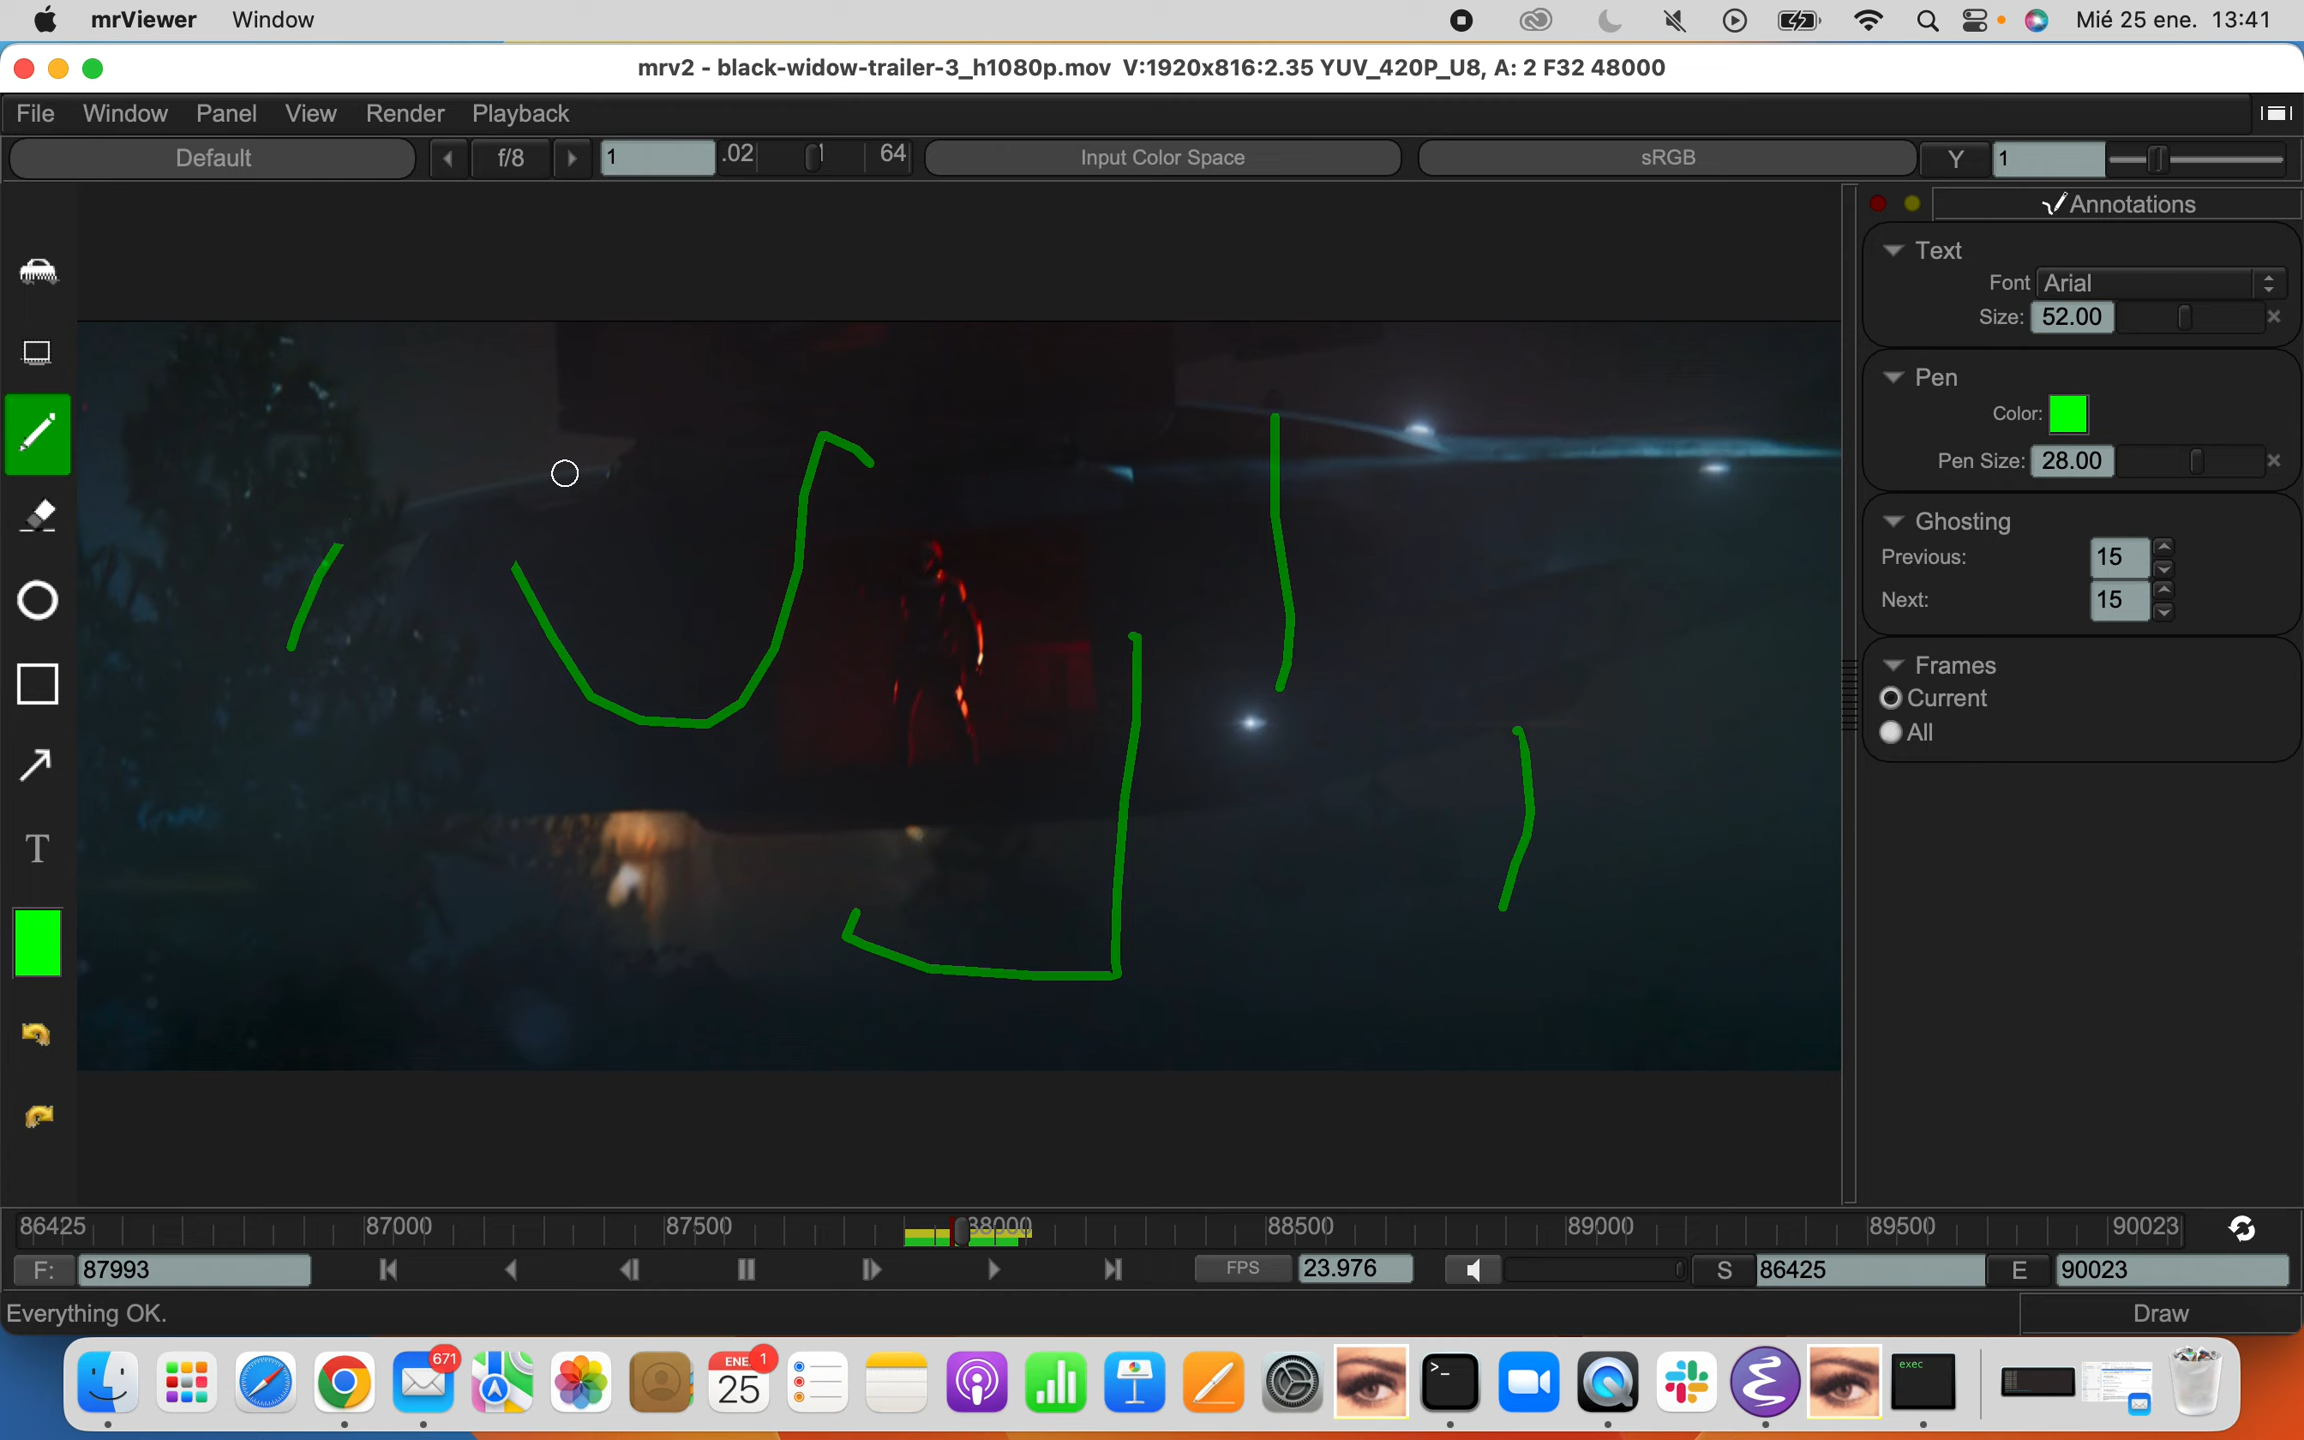 mrViewer Window Mié 25 ene. 13:41
mrv2 - black-widow-trailer-3_h1080p.mov V:1920x816:2.35 YUV_420P_U8, A: 2 F32 48000
File Window Panel View Render Playback
Default f/8 1 .02 1 64 Input Color Space sRGB Y 1
Annotations
Text
Font Arial
Size: 52.00
Pen
Color:
Pen Size: 28.00
Ghosting
Previous: 15
Next: 15
Frames
Current
All
T
86425 87000 87500 88000 88500 89000 89500 90023
F: 87993 FPS 23.976 S 86425 E 90023
Everything OK. Draw
671
ENE. 1
25
>_
exec